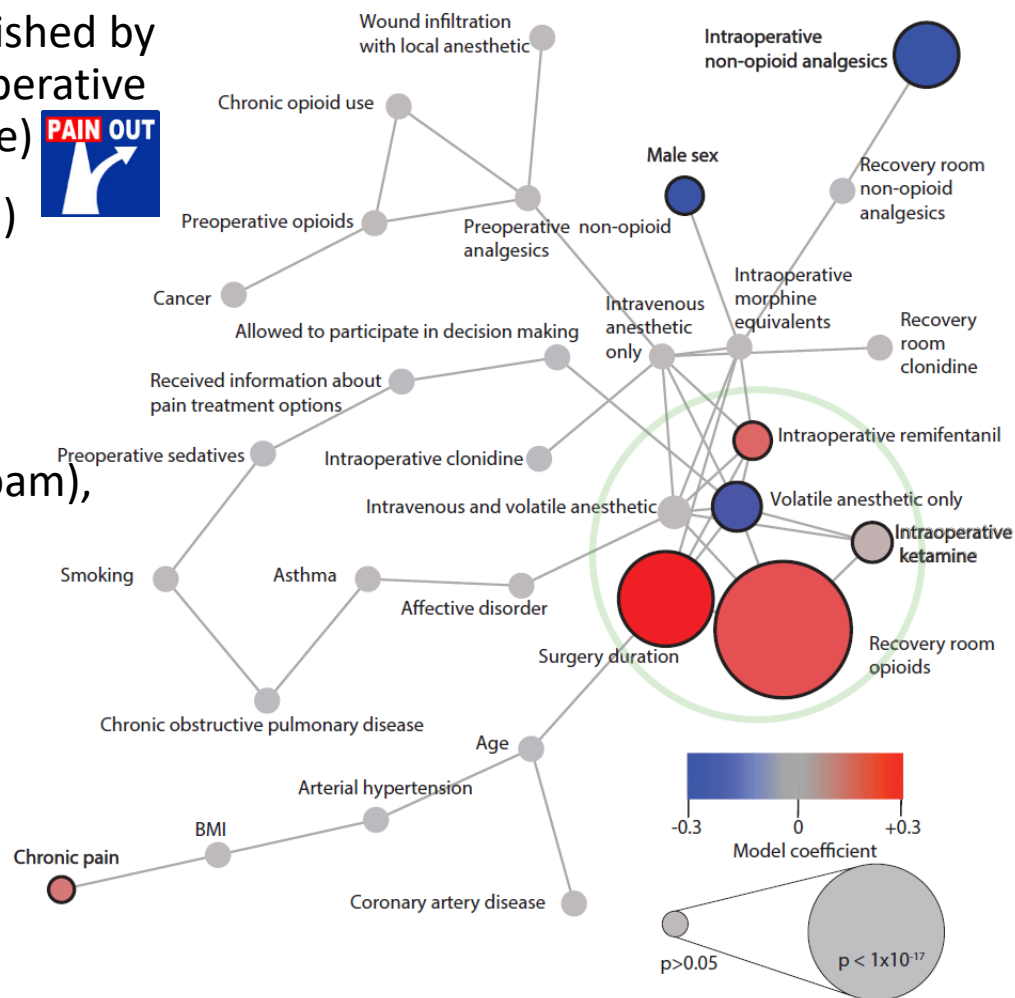 ished by
perative
e)
PAIN OUT
)
Wound infiltration
with local anesthetic
Intraoperative
non-opioid analgesics
Chronic opioid use
Male sex
Recovery room
non-opioid
analgesics
Preoperative opioids
Preoperative non-opioid
analgesics
Cancer
Intraoperative
morphine
equivalents
Intravenous
anesthetic
only
Recovery
room
clonidine
Allowed to participate in decision making
Received information about
pain treatment options
Preoperative sedatives
pam),
Intraoperative clonidine
Intraoperative remifentanil
Intravenous and volatile anesthetic
Volatile anesthetic only
Intraoperative
ketamine
Smoking
Asthma
Affective disorder
Surgery duration
Recovery room
opioids
Chronic obstructive pulmonary disease
Age
Arterial hypertension
BMI
Chronic pain
Coronary artery disease
-0.3 0 +0.3
Model coefficient
p>0.05
p < 1x10⁻¹⁷